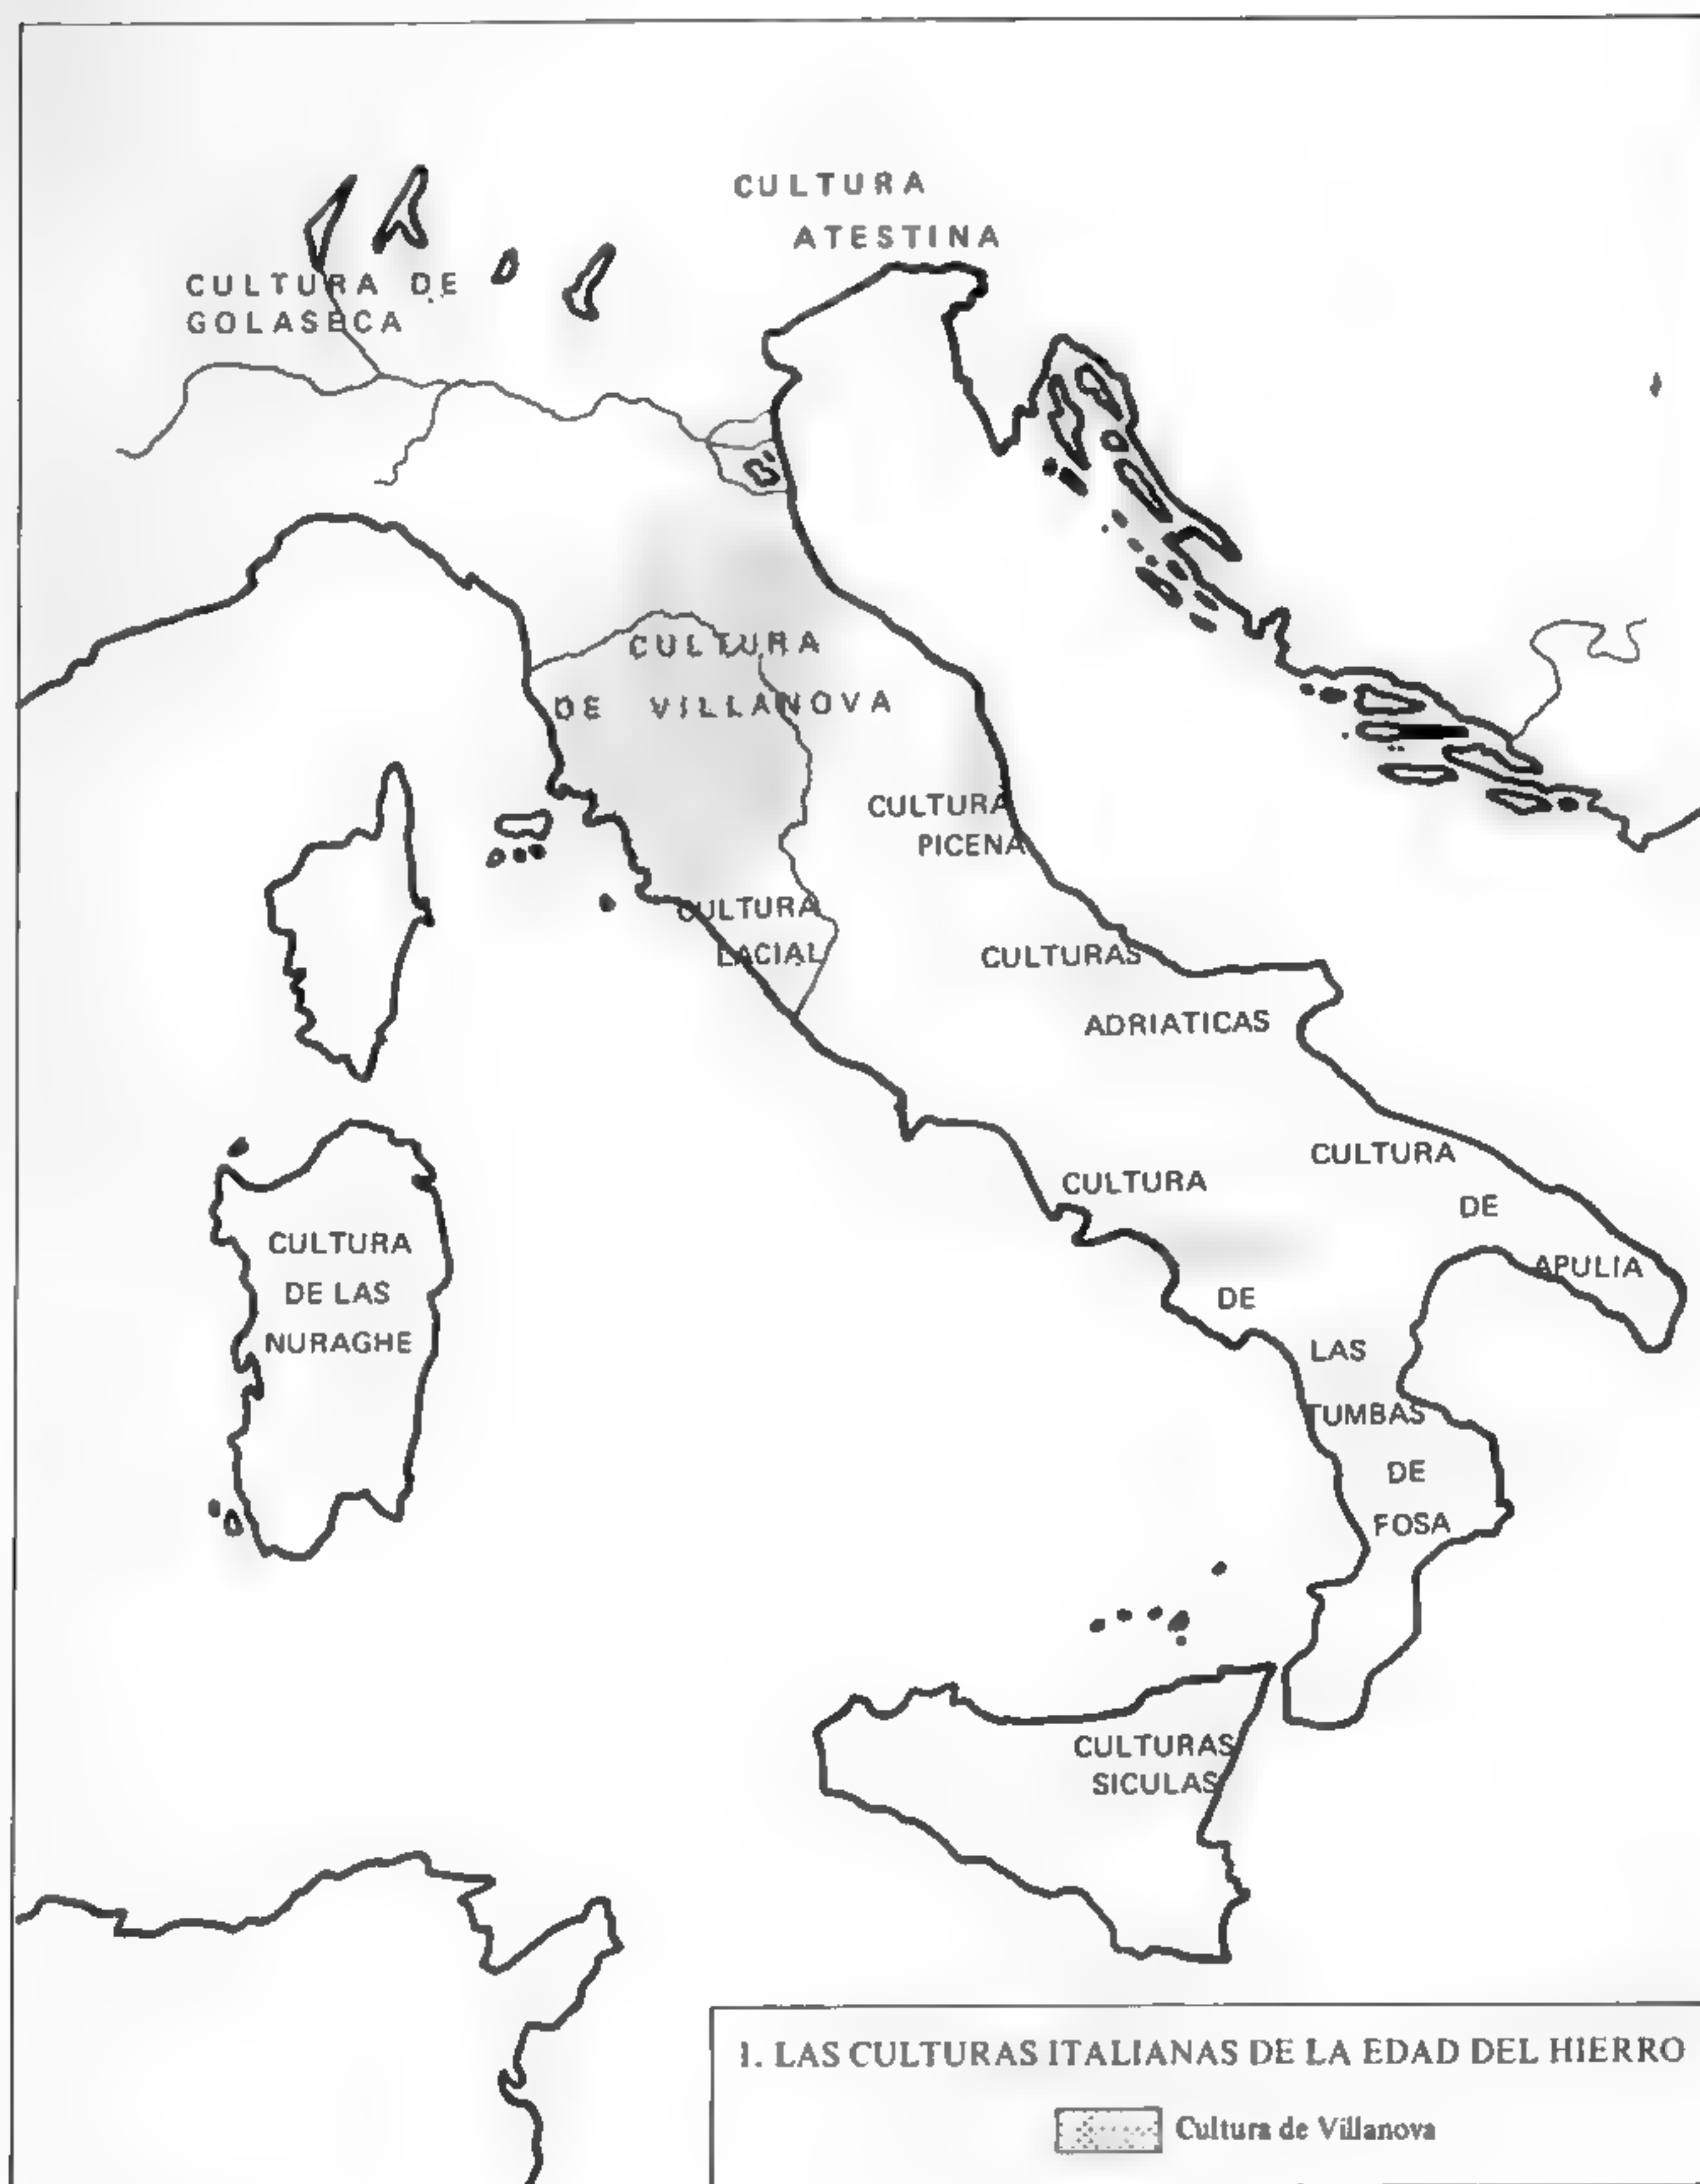 CULTURA
ATESTINA
CULTURA DE
GOLASECA
CULTURA
DE VILLANOVA
CULTURA
PICENA
CULTURA
LACIAL
CULTURAS
ADRIATICAS
CULTURA
DE
APULIA
CULTURA
DE
LAS
TUMBAS
DE
FOSA
CULTURA
DE LAS
NURAGHE
CULTURAS
SICULAS
1. LAS CULTURAS ITALIANAS DE LA EDAD DEL HIERRO
Cultura de Villanova